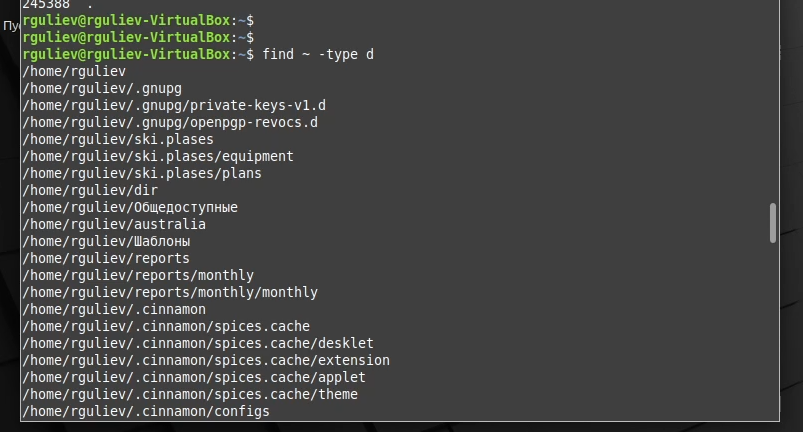 245388  .
Пу
rguliev@rguliev-VirtualBox:~$
rguliev@rguliev-VirtualBox:~$
rguliev@rguliev-VirtualBox:~$ find ~ -type d
/home/rguliev
/home/rguliev/.gnupg
/home/rguliev/.gnupg/private-keys-v1.d
/home/rguliev/.gnupg/openpgp-revocs.d
/home/rguliev/ski.plases
/home/rguliev/ski.plases/equipment
/home/rguliev/ski.plases/plans
/home/rguliev/dir
/home/rguliev/Общедоступные
/home/rguliev/australia
/home/rguliev/Шаблоны
/home/rguliev/reports
/home/rguliev/reports/monthly
/home/rguliev/reports/monthly/monthly
/home/rguliev/.cinnamon
/home/rguliev/.cinnamon/spices.cache
/home/rguliev/.cinnamon/spices.cache/desklet
/home/rguliev/.cinnamon/spices.cache/extension
/home/rguliev/.cinnamon/spices.cache/applet
/home/rguliev/.cinnamon/spices.cache/theme
/home/rguliev/.cinnamon/configs